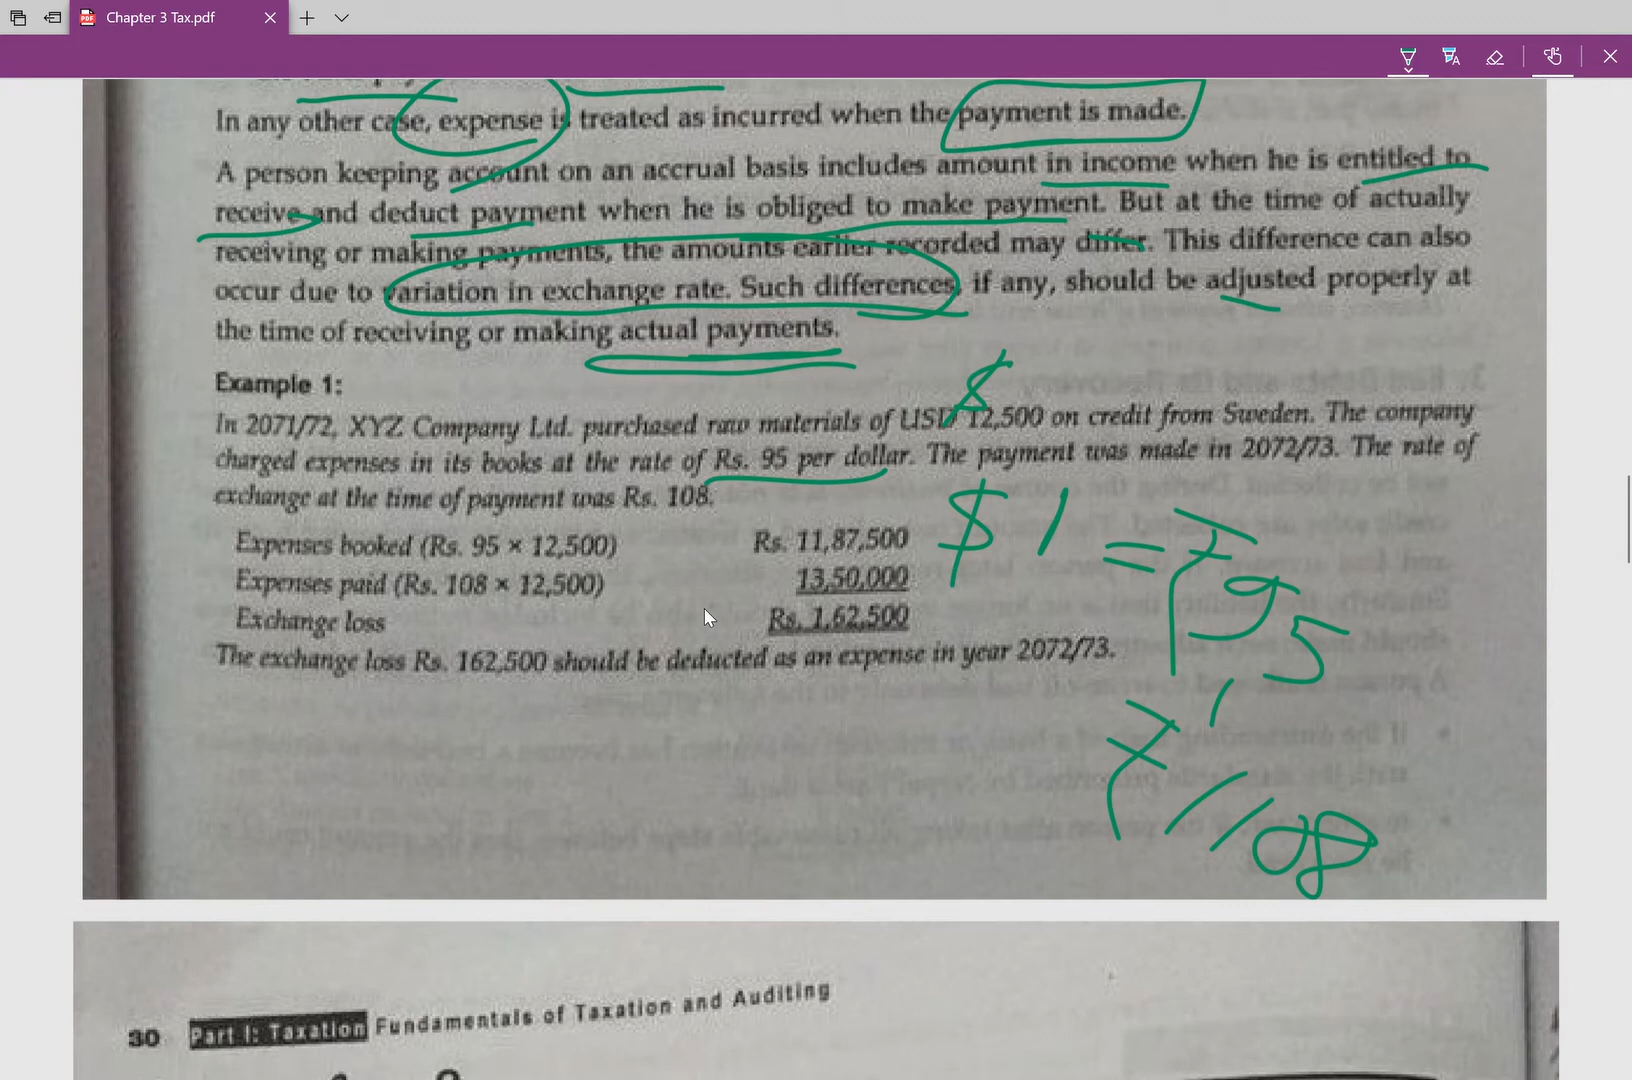 Chapter 3 Tax.pdf
In any other case, expense is treated as incurred when the payment is made.
A person keeping account on an accrual basis includes amount in income when he is entitled to
receive and deduct payment when he is obliged to make payment. But at the time of actually
receiving or making payments, the amounts earlier recorded may differ. This difference can also
occur due to variation in exchange rate. Such differences, if any, should be adjusted properly at
the time of receiving or making actual payments.
Example 1:
$
In 2071/72, XYZ Company Ltd. purchased raw materials of USD 12,500 on credit from Sweden. The company
charged expenses in its books at the rate of Rs. 95 per dollar. The payment was made in 2072/73. The rate of
exchange at the time of payment was Rs. 108.
Expenses booked (Rs. 95 × 12,500) Rs. 11,87,500
Expenses paid (Rs. 108 × 12,500) 13,50,000
Exchange loss Rs. 1,62,500
The exchange loss Rs. 162,500 should be deducted as an expense in year 2072/73.
$ 1 = 95
108
30 Part I: Taxation Fundamentals of Taxation and Auditing